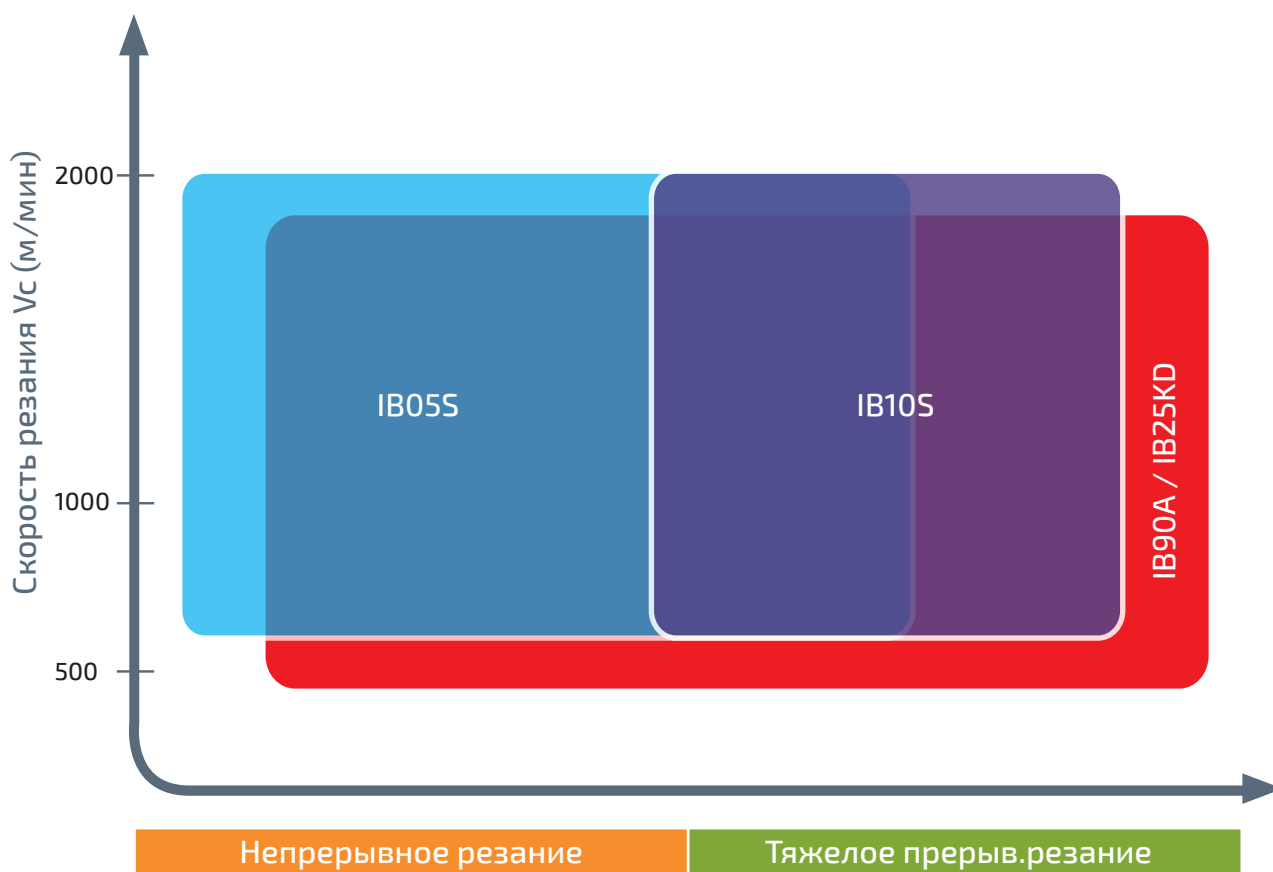 Скорость резания Vc (м/мин)
2000
1000
500
IB05S
IB10S
IB90A / IB25KD
Непрерывное резание
Тяжелое прерыв.резание